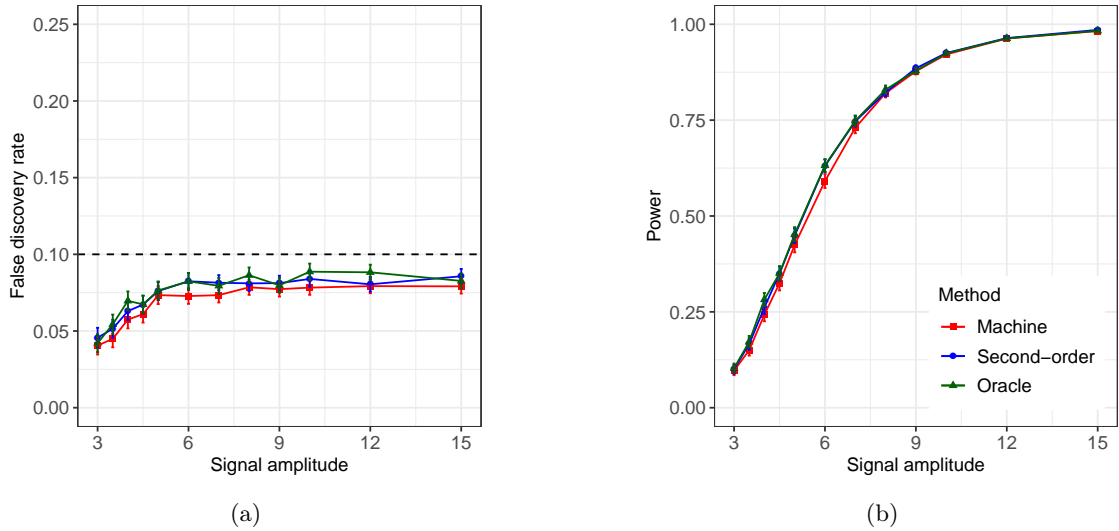 0.25
0.20
0.15
0.10
0.05
0.00
False discovery rate
3 6 9 12 15
Signal amplitude
(a)
1.00
0.75
0.50
0.25
0.00
Power
Method
Machine
Second−order
Oracle
3 6 9 12 15
Signal amplitude
(b)